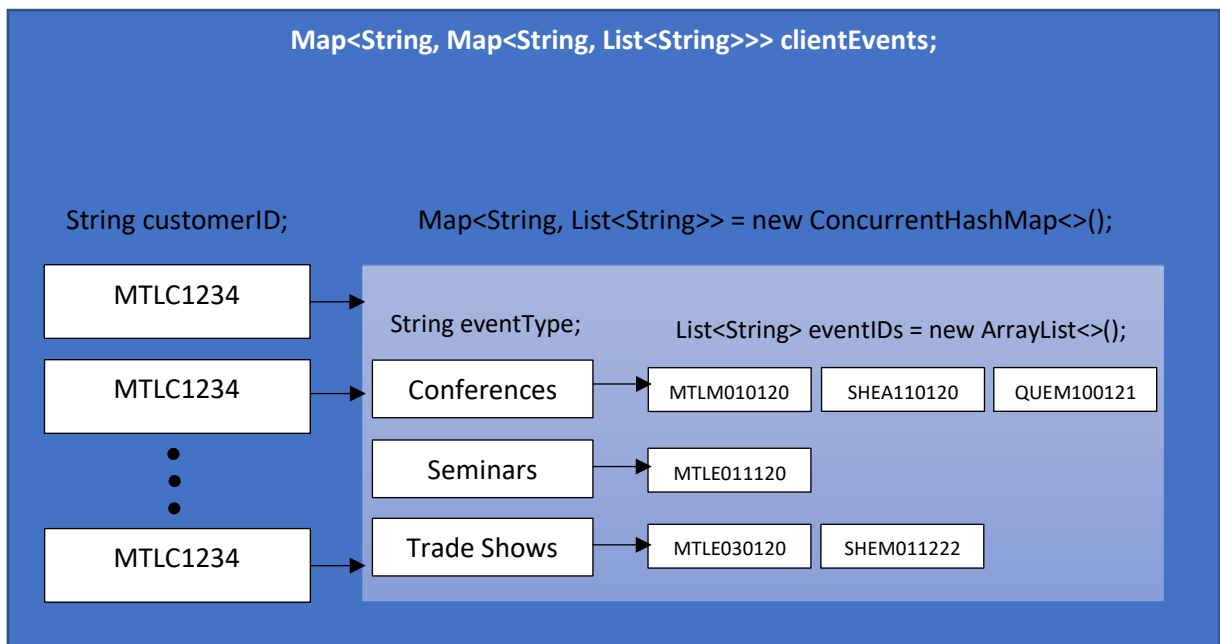 Map<String, Map<String, List<String>>> clientEvents;
String customerID;
Map<String, List<String>> = new ConcurrentHashMap<>();
MTLC1234
String eventType;
List<String> eventIDs = new ArrayList<>();
MTLC1234
Conferences
MTLM010120
SHEA110120
QUEM100121
Seminars
MTLE011120
MTLC1234
Trade Shows
MTLE030120
SHEM011222